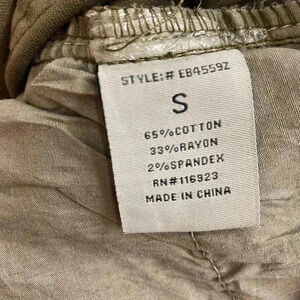 STYLE:# EB4559Z
S
65%COTTON
33%RAYON
2%SPANDEX
RN#116923
MADE IN CHINA